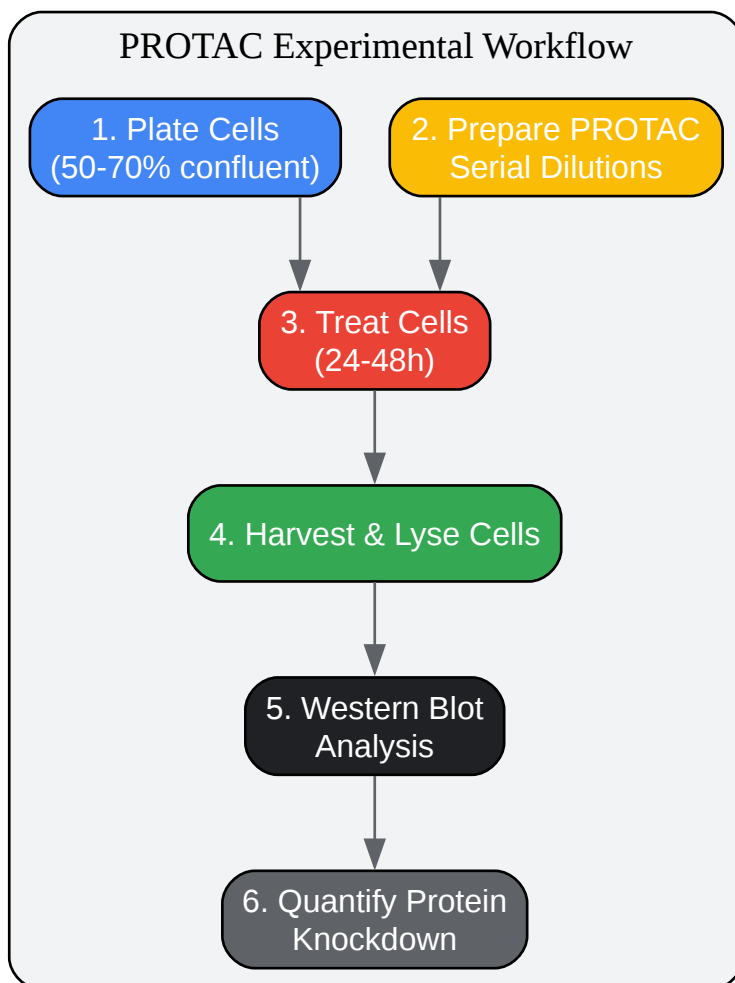 PROTAC Experimental Workflow
1. Plate Cells
(50-70% confluent)
2. Prepare PROTAC
Serial Dilutions
3. Treat Cells
(24-48h)
4. Harvest & Lyse Cells
5. Western Blot
Analysis
6. Quantify Protein
Knockdown